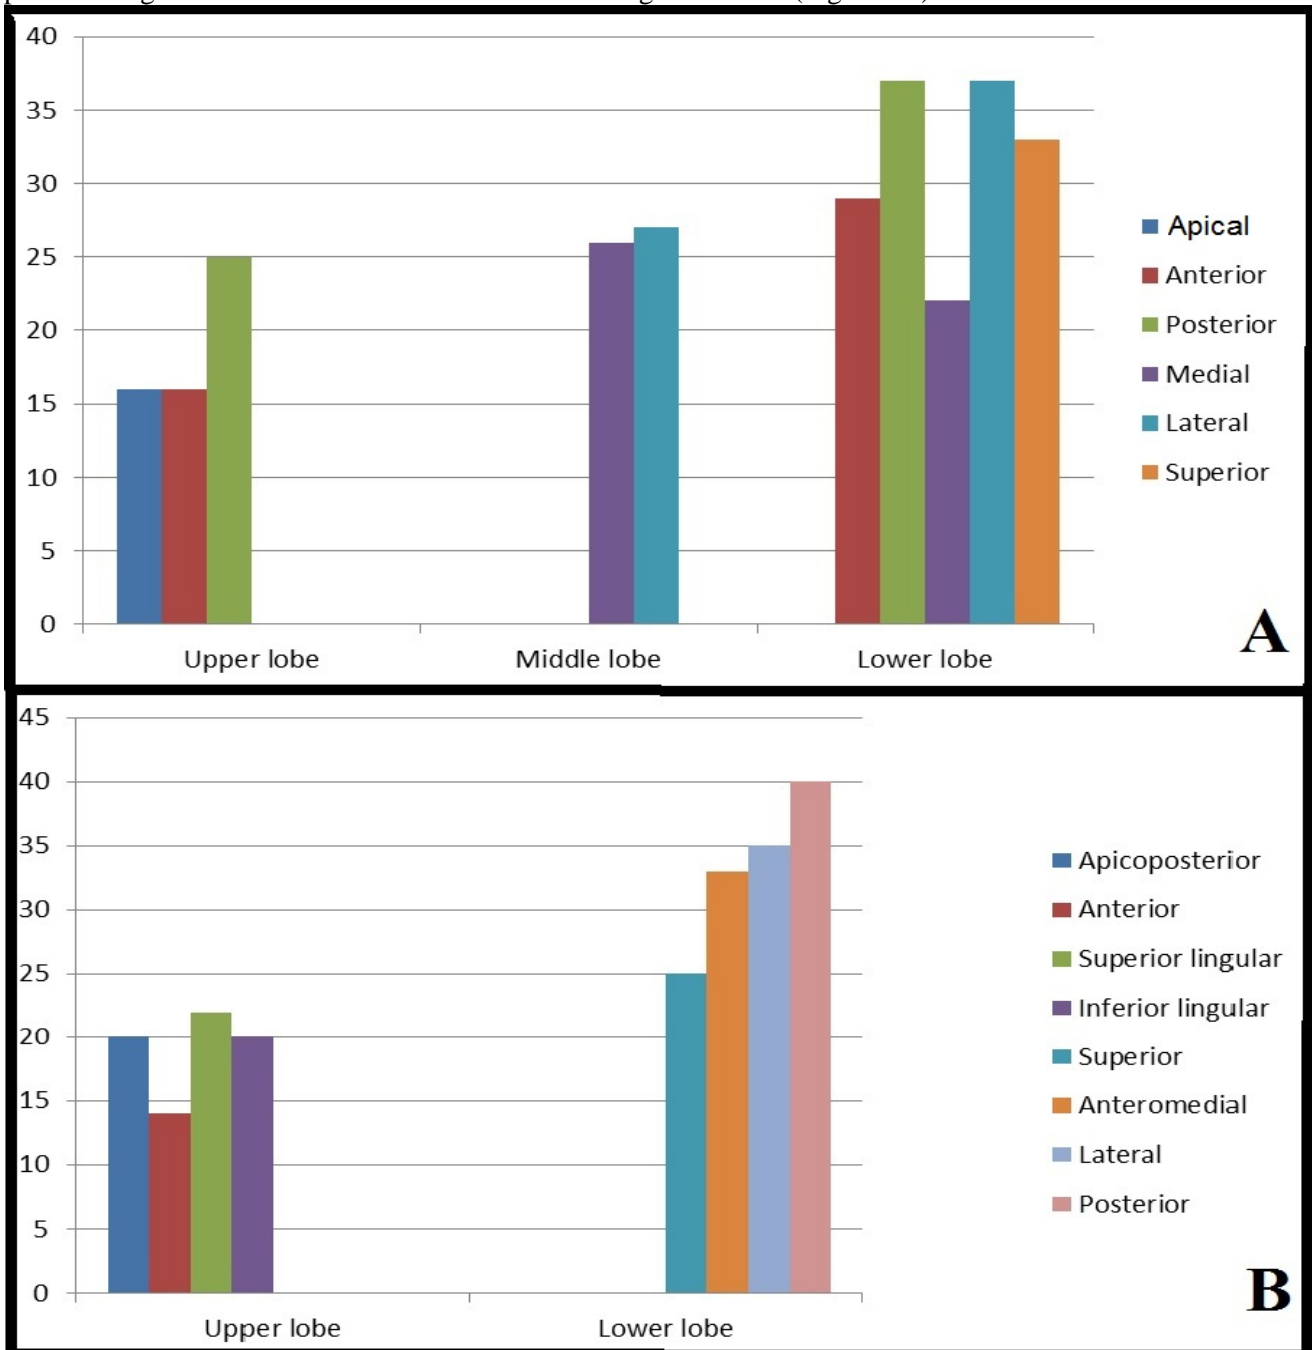 40
35
30
25
20
15
10
5
0
Upper lobe Middle lobe Lower lobe
Apical
Anterior
Posterior
Medial
Lateral
Superior
A
45
40
35
30
25
20
15
10
5
0
Upper lobe Lower lobe
Apicoposterior
Anterior
Superior lingular
Inferior lingular
Superior
Anteromedial
Lateral
Posterior
B